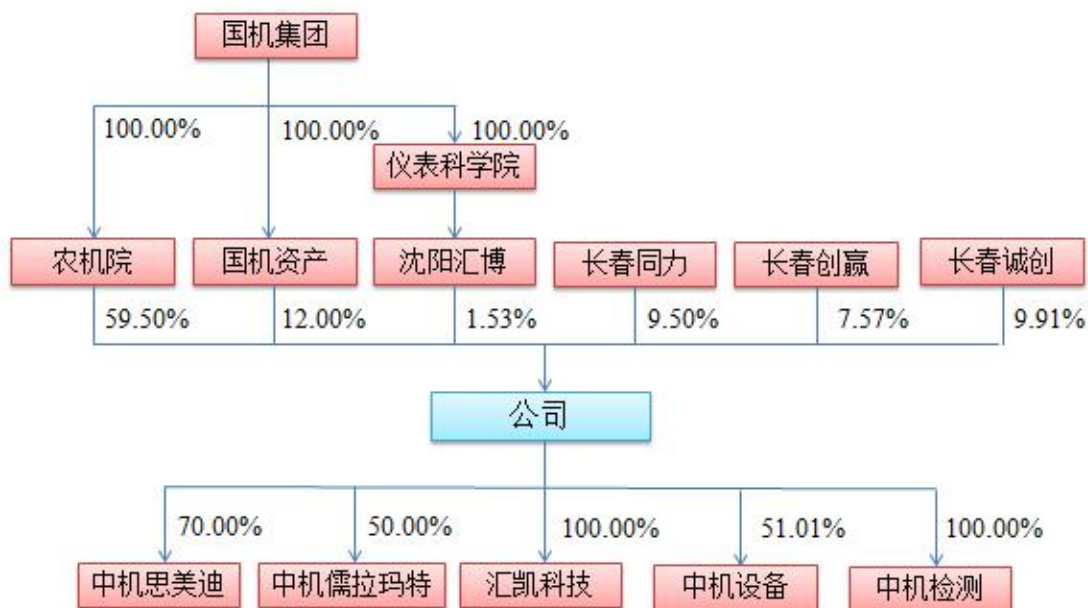 国机集团
100.00% 100.00% 100.00%
仪表科学院
农机院 国机资产 沈阳汇博 长春同力 长春创赢 长春诚创
59.50% 12.00% 1.53% 9.50% 7.57% 9.91%
公司
70.00% 50.00% 100.00% 51.01% 100.00%
中机思美迪 中机儒拉玛特 汇凯科技 中机设备 中机检测